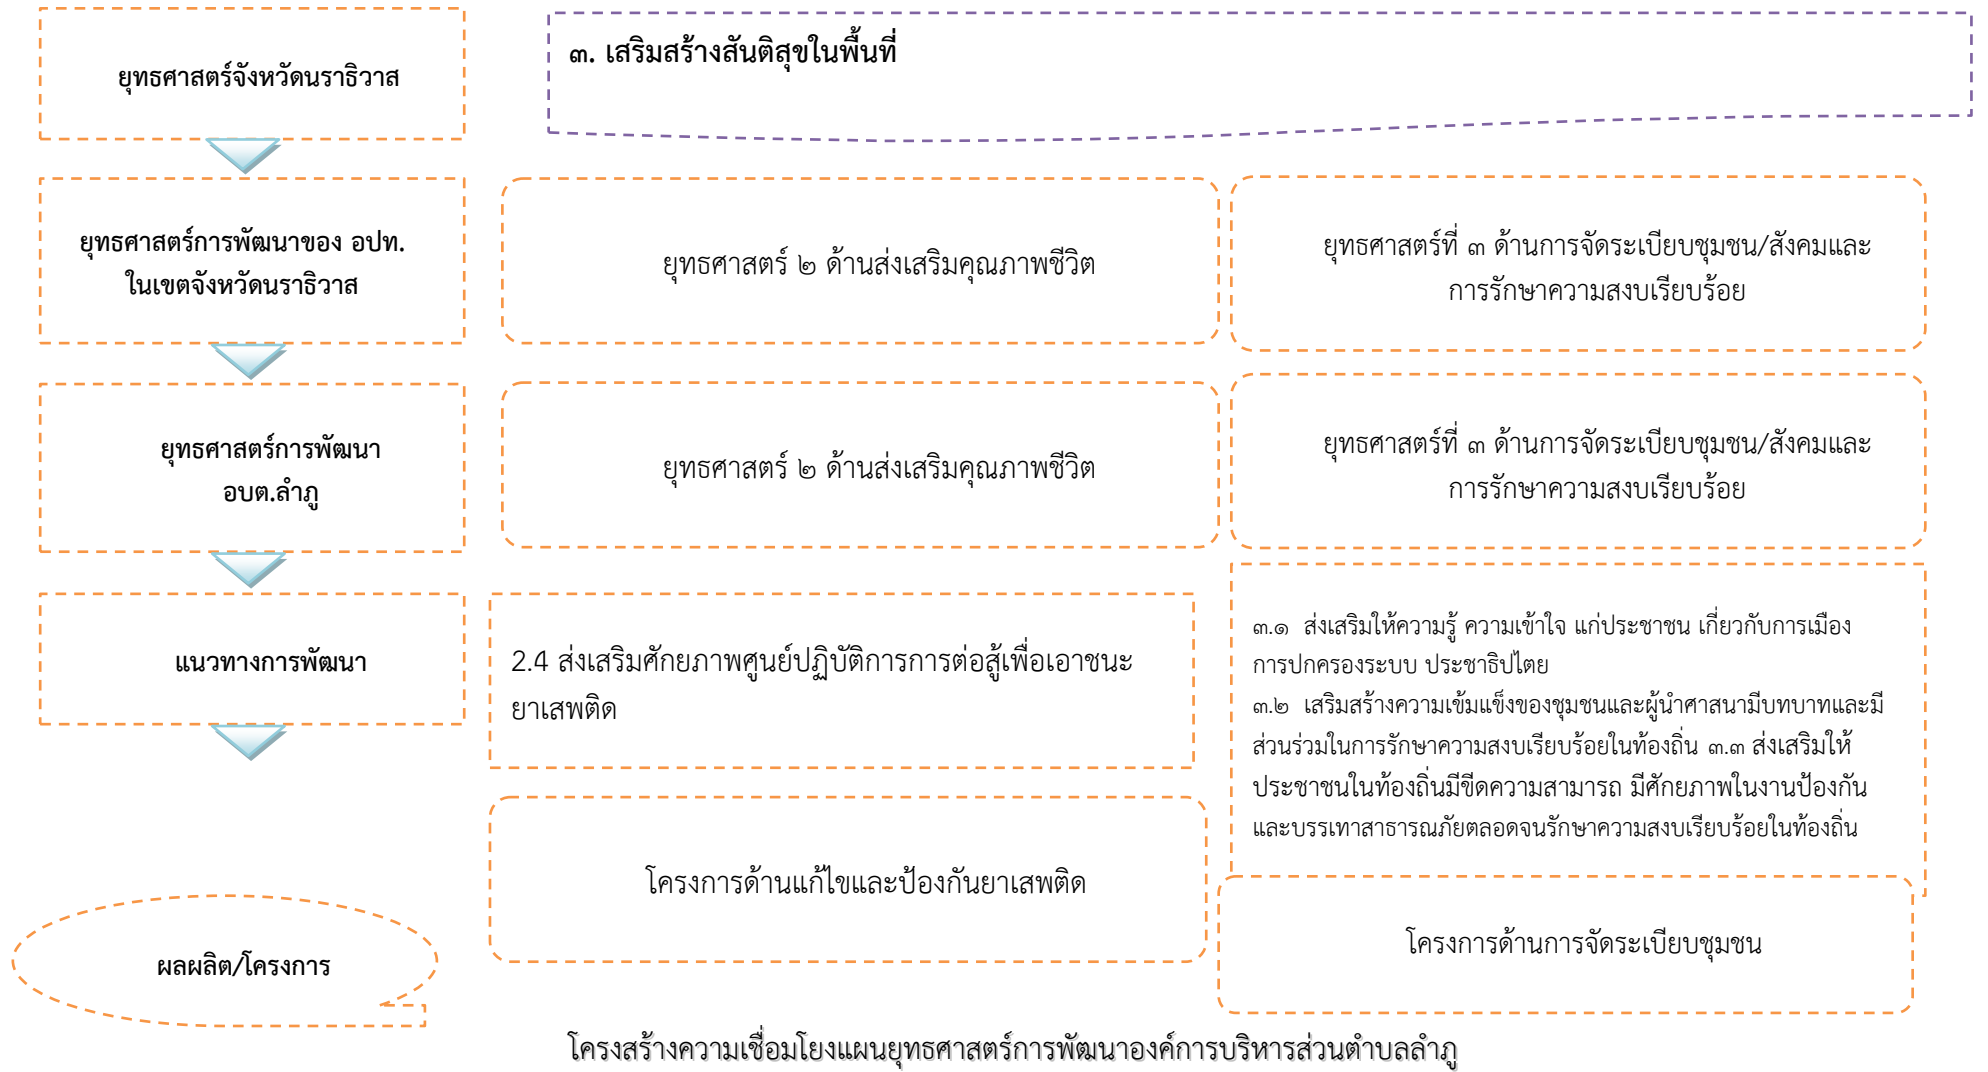 ยุทธศาสตร์จังหวัดนราธิวาส
๓. เสริมสร้างสันติสุขในพื้นที่
ยุทธศาสตร์การพัฒนาของ อปท.
ในเขตจังหวัดนราธิวาส
ยุทธศาสตร์ ๒ ด้านส่งเสริมคุณภาพชีวิต
ยุทธศาสตร์ที่ ๓ ด้านการจัดระเบียบชุมชน/สังคมและ
การรักษาความสงบเรียบร้อย
ยุทธศาสตร์การพัฒนา
อบต.ลำภู
ยุทธศาสตร์ ๒ ด้านส่งเสริมคุณภาพชีวิต
ยุทธศาสตร์ที่ ๓ ด้านการจัดระเบียบชุมชน/สังคมและ
การรักษาความสงบเรียบร้อย
แนวทางการพัฒนา
2.4 ส่งเสริมศักยภาพศูนย์ปฏิบัติการการต่อสู้เพื่อเอาชนะ
ยาเสพติด
๓.๑ ส่งเสริมให้ความรู้ ความเข้าใจ แก่ประชาชน เกี่ยวกับการเมือง
การปกครองระบบ ประชาธิปไตย
๓.๒ เสริมสร้างความเข้มแข็งของชุมชนและผู้นำศาสนามีบทบาทและมี
ส่วนร่วมในการรักษาความสงบเรียบร้อยในท้องถิ่น ๓.๓ ส่งเสริมให้
ประชาชนในท้องถิ่นมีขีดความสามารถ มีศักยภาพในงานป้องกัน
และบรรเทาสาธารณภัยตลอดจนรักษาความสงบเรียบร้อยในท้องถิ่น
ผลผลิต/โครงการ
โครงการด้านแก้ไขและป้องกันยาเสพติด
โครงการด้านการจัดระเบียบชุมชน
โครงสร้างความเชื่อมโยงแผนยุทธศาสตร์การพัฒนาองค์การบริหารส่วนตำบลลำภู